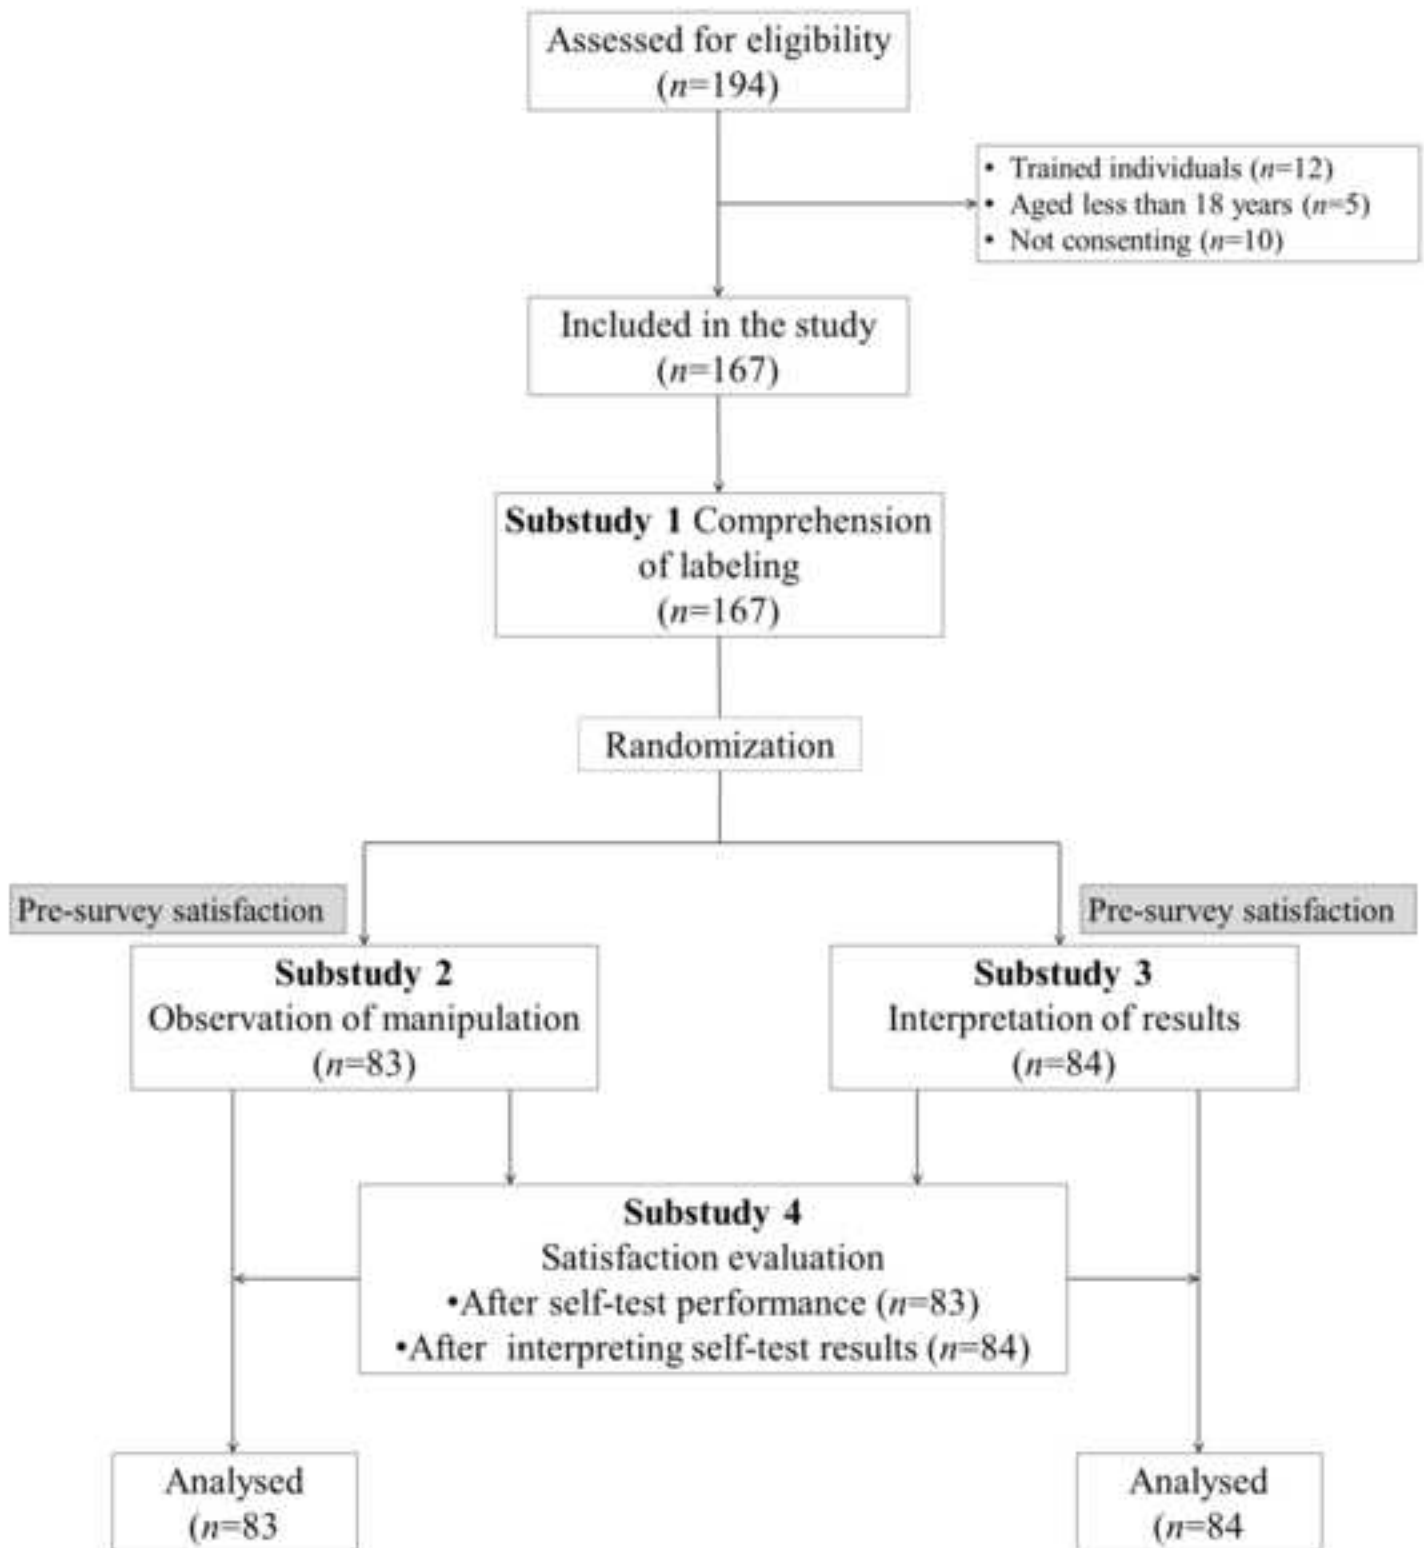 Assessed for eligibility
(n=194)
• Trained individuals (n=12)
• Aged less than 18 years (n=5)
• Not consenting (n=10)
Included in the study
(n=167)
Substudy 1 Comprehension
of labeling
(n=167)
Randomization
Pre-survey satisfaction
Pre-survey satisfaction
Substudy 2
Observation of manipulation
(n=83)
Substudy 3
Interpretation of results
(n=84)
Substudy 4
Satisfaction evaluation
•After self-test performance (n=83)
•After interpreting self-test results (n=84)
Analysed
(n=83
Analysed
(n=84